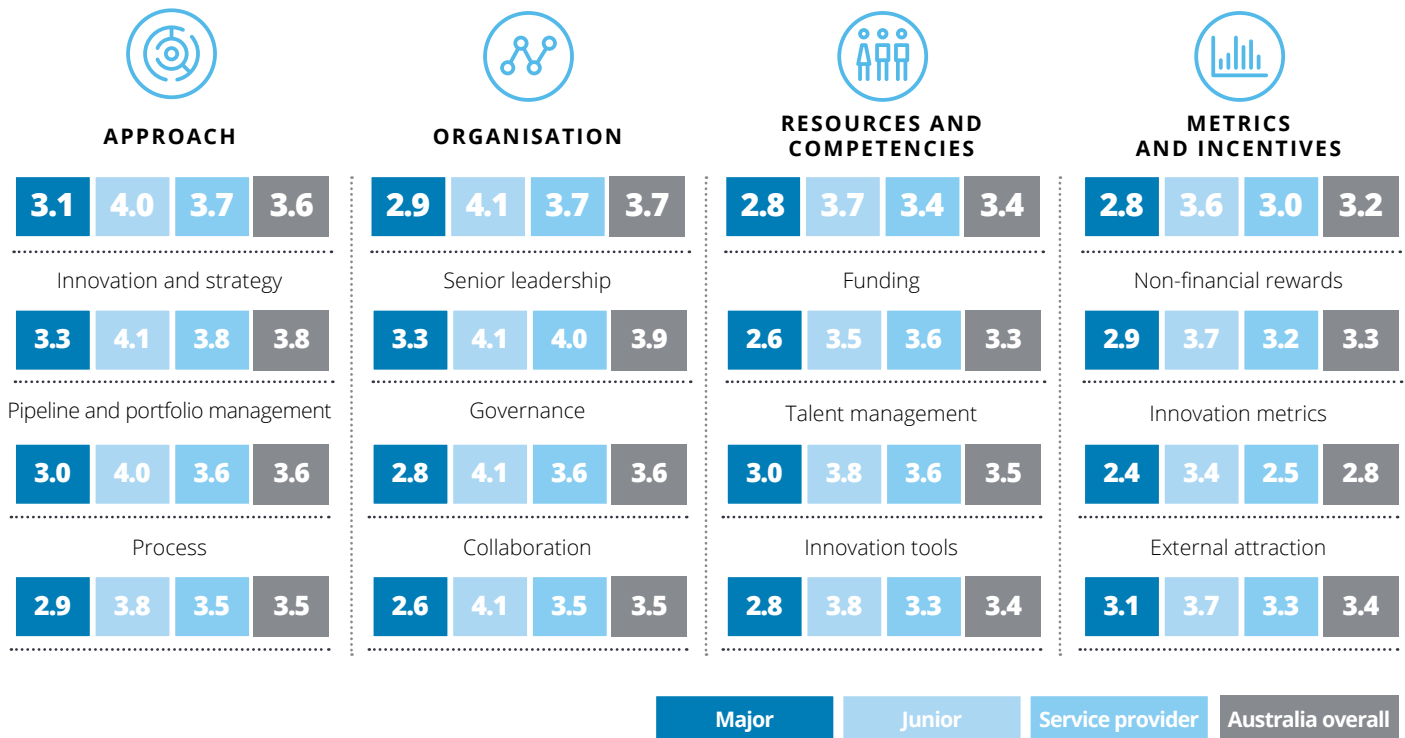 APPROACH
3.1 4.0 3.7 3.6
Innovation and strategy
3.3 4.1 3.8 3.8
Pipeline and portfolio management
3.0 4.0 3.6 3.6
Process
2.9 3.8 3.5 3.5
ORGANISATION
2.9 4.1 3.7 3.7
Senior leadership
3.3 4.1 4.0 3.9
Governance
2.8 4.1 3.6 3.6
Collaboration
2.6 4.1 3.5 3.5
RESOURCES AND
COMPETENCIES
2.8 3.7 3.4 3.4
Funding
2.6 3.5 3.6 3.3
Talent management
3.0 3.8 3.6 3.5
Innovation tools
2.8 3.8 3.3 3.4
METRICS
AND INCENTIVES
2.8 3.6 3.0 3.2
Non-financial rewards
2.9 3.7 3.2 3.3
Innovation metrics
2.4 3.4 2.5 2.8
External attraction
3.1 3.7 3.3 3.4
Major Junior Service provider Australia overall